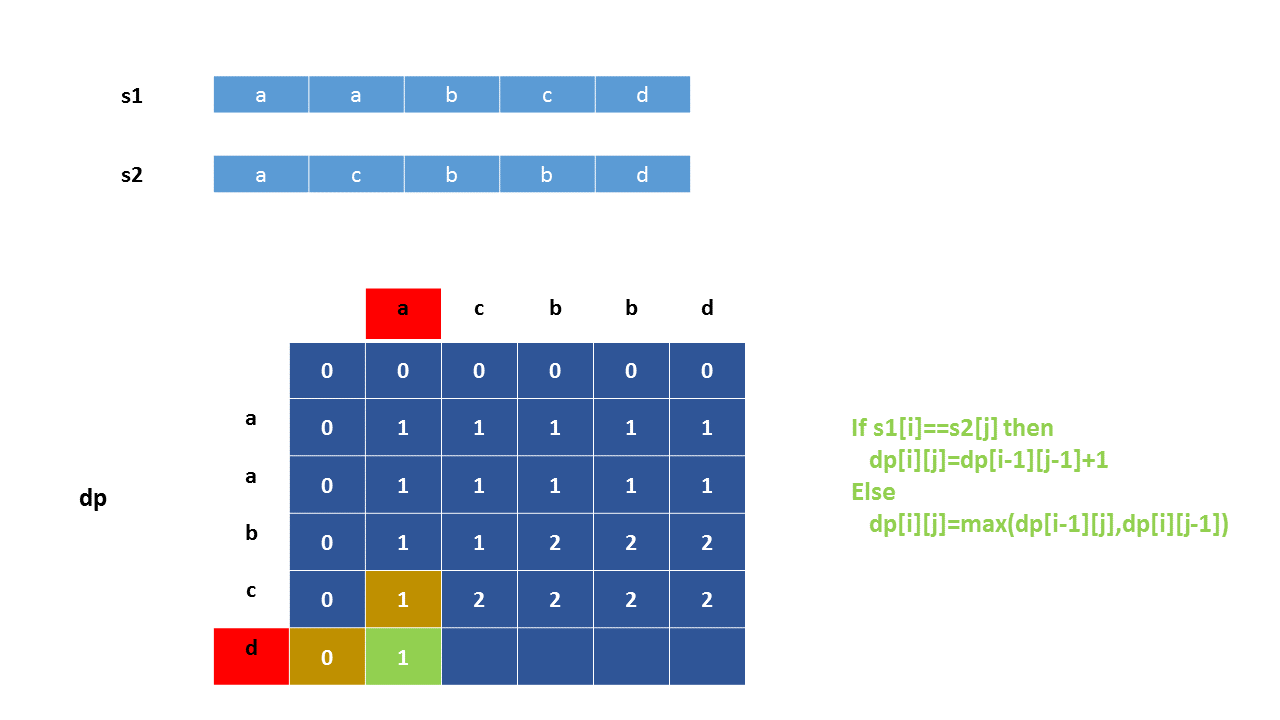 s1 a a b c d
s2 a c b b d
a c b b d
0 0 0 0 0 0
a 0 1 1 1 1 1
a 0 1 1 1 1 1
dp
b 0 1 1 2 2 2
c 0 1 2 2 2 2
d 0 1
If s1[i]==s2[j] then
dp[i][j]=dp[i-1][j-1]+1
Else
dp[i][j]=max(dp[i-1][j],dp[i][j-1])